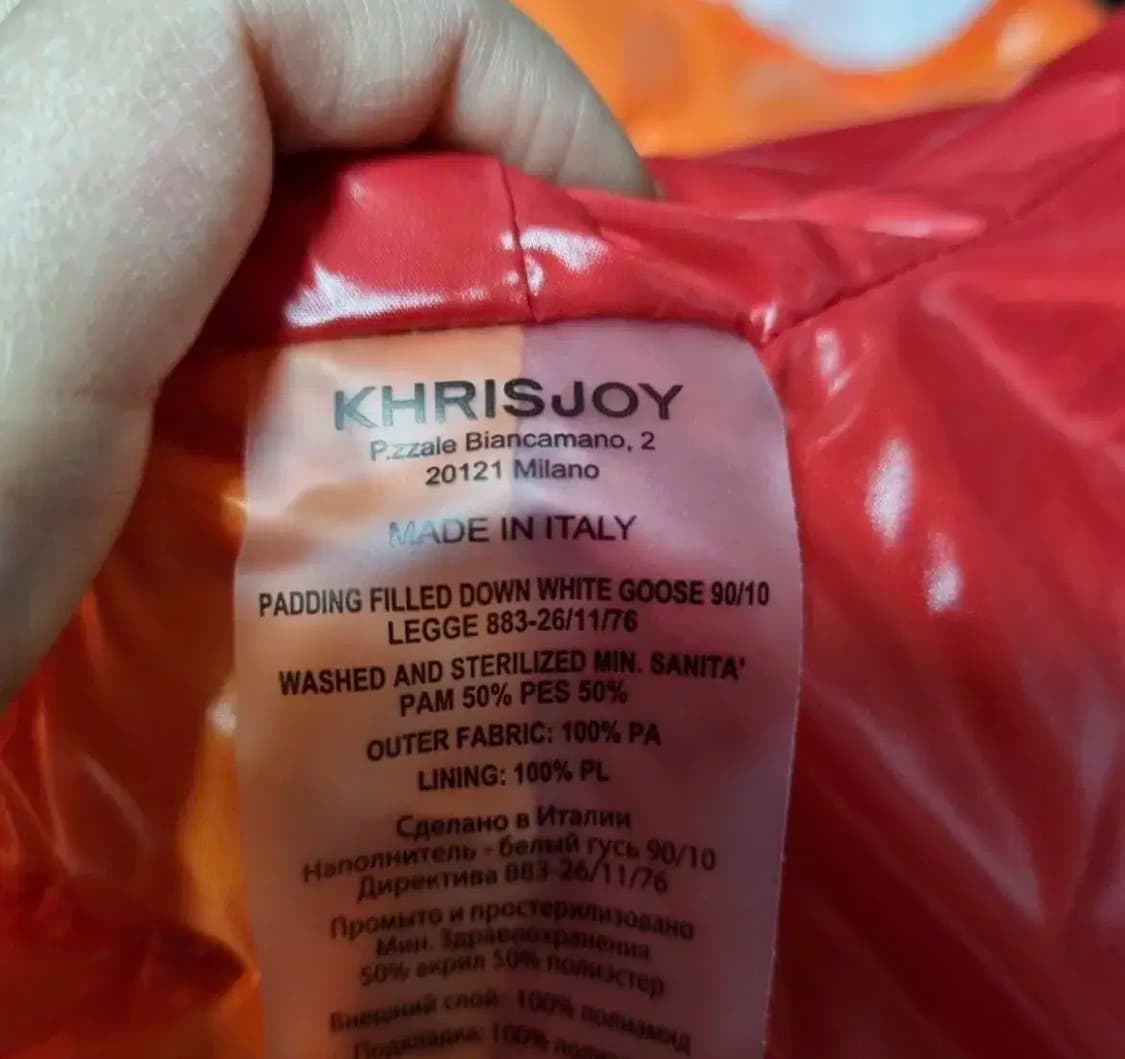 KHRISJOY
P.zzale Biancamano, 2
20121 Milano
MADE IN ITALY
PADDING FILLED DOWN WHITE GOOSE 90/10
LEGGE 883-26/11/76
WASHED AND STERILIZED MIN. SANITA'
PAM 50% PES 50%
OUTER FABRIC: 100% PA
LINING: 100% PL
Сделано в Италии
Наполнитель - белый гусь 90/10
Директива 883-26/11/76
Промыто и простерилизовано
Мин. Здравоохранения
50% акрил 50% полиэстер
Внешний слой: 100% полиамид
Подкладка: 100%